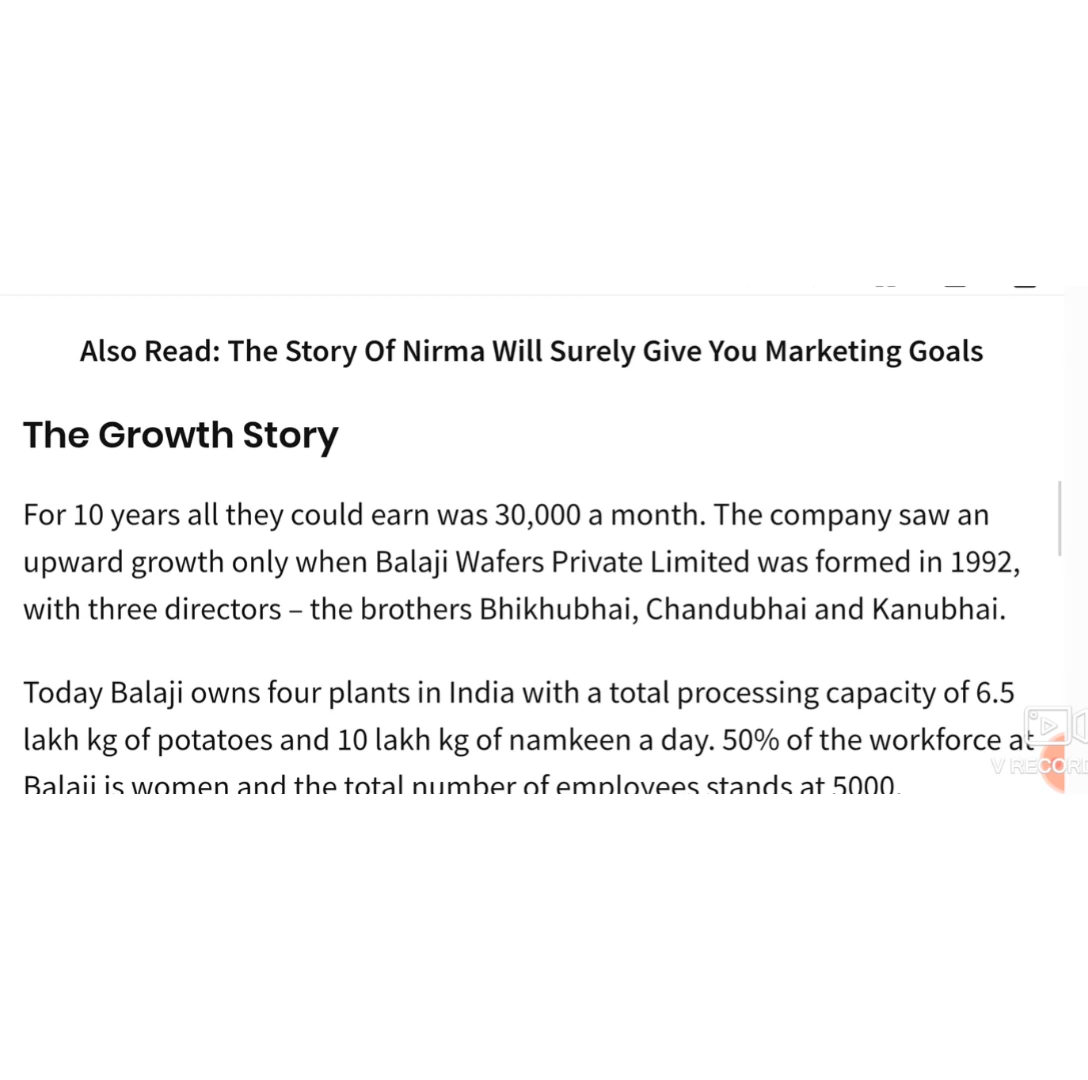 Also Read: The Story Of Nirma Will Surely Give You Marketing Goals
The Growth Story
For 10 years all they could earn was 30,000 a month. The company saw an
upward growth only when Balaji Wafers Private Limited was formed in 1992,
with three directors – the brothers Bhikhubhai, Chandubhai and Kanubhai.
Today Balaji owns four plants in India with a total processing capacity of 6.5
lakh kg of potatoes and 10 lakh kg of namkeen a day. 50% of the workforce at
Balaji is women and the total number of employees stands at 5000.
V RECORD